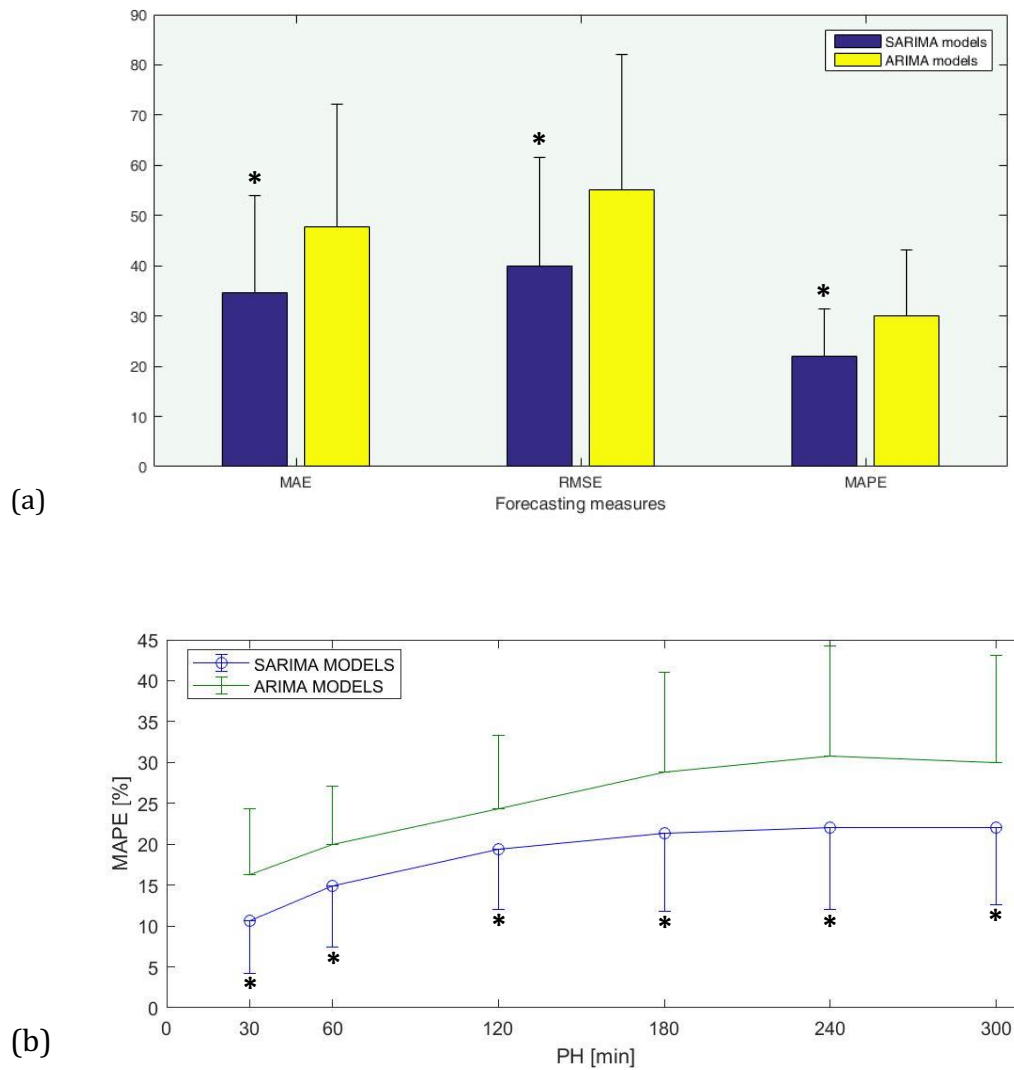 90
80
70
60
50
40
30
20
10
0
SARIMA models
ARIMA models
*
*
*
MAE RMSE MAPE
Forecasting measures
(a)
45
40
35
30
25
20
15
10
5
0
MAPE [%]
SARIMA MODELS
ARIMA MODELS
*
*
*
*
*
*
0 30 60 120 180 240 300
PH [min]
(b)